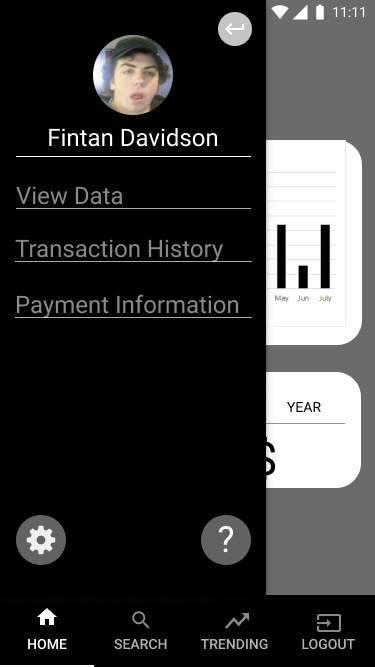 11:11
Fintan Davidson
View Data
Transaction History
Payment Information
May Jun July
YEAR
$
?
HOME SEARCH TRENDING LOGOUT